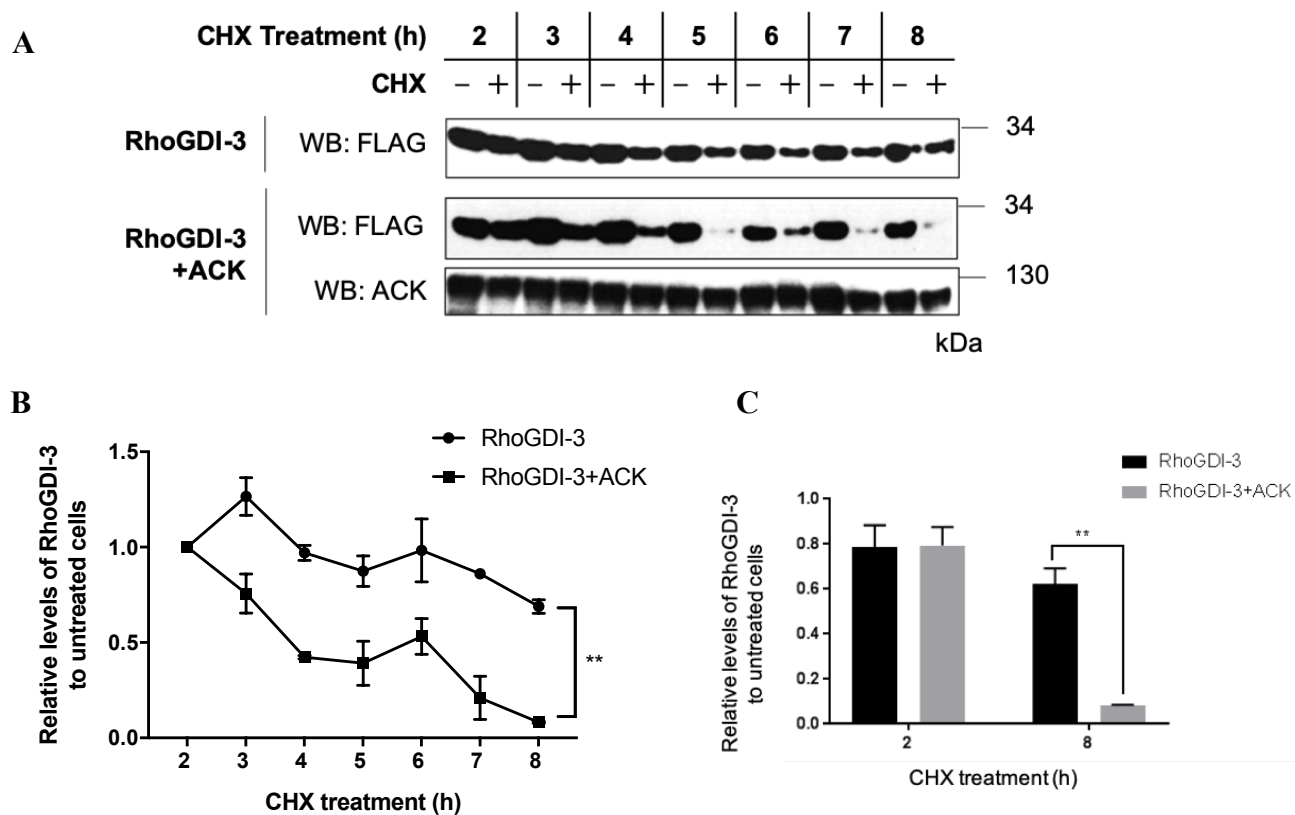 A
CHX Treatment (h) 2 3 4 5 6 7 8
CHX – + – + – + – + – + – + – +
RhoGDI-3 WB: FLAG 34
RhoGDI-3
+ACK
WB: FLAG 34
WB: ACK 130
kDa
B
RhoGDI-3
RhoGDI-3+ACK
Relative levels of RhoGDI-3
to untreated cells
1.5
1.0
0.5
0.0
**
2 3 4 5 6 7 8
CHX treatment (h)
C
RhoGDI-3
RhoGDI-3+ACK
Relative levels of RhoGDI-3
to untreated cells
1.0
0.8
0.6
0.4
0.2
0.0
**
2 8
CHX treatment (h)